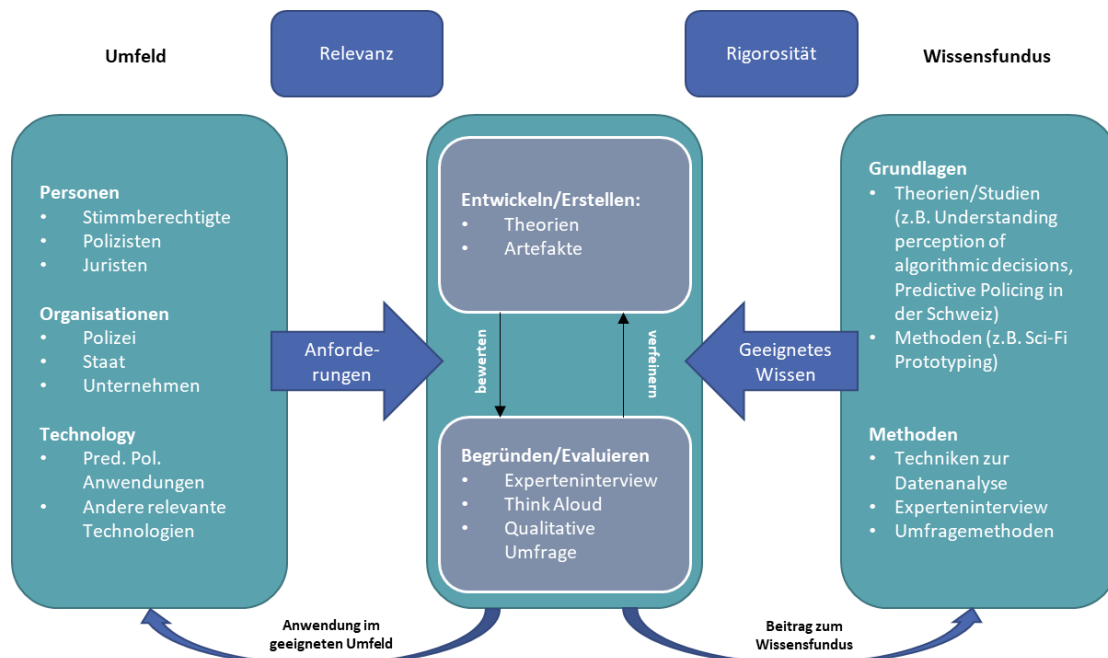 Umfeld
Relevanz
Rigorosität
Wissensfundus
Personen
• Stimmberechtigte
• Polizisten
• Juristen
Organisationen
• Polizei
• Staat
• Unternehmen
Technology
• Pred. Pol.
Anwendungen
• Andere relevante
Technologien
Anforde-
rungen
Entwickeln/Erstellen:
• Theorien
• Artefakte
bewerten
verfeinern
Begründen/Evaluieren
• Experteninterview
• Think Aloud
• Qualitative
Umfrage
Geeignetes
Wissen
Grundlagen
• Theorien/Studien
(z.B. Understanding
perception of
algorithmic decisions,
Predictive Policing in
der Schweiz)
• Methoden (z.B. Sci-Fi
Prototyping)
Methoden
• Techniken zur
Datenanalyse
• Experteninterview
• Umfragemethoden
Anwendung im
geeigneten Umfeld
Beitrag zum
Wissensfundus